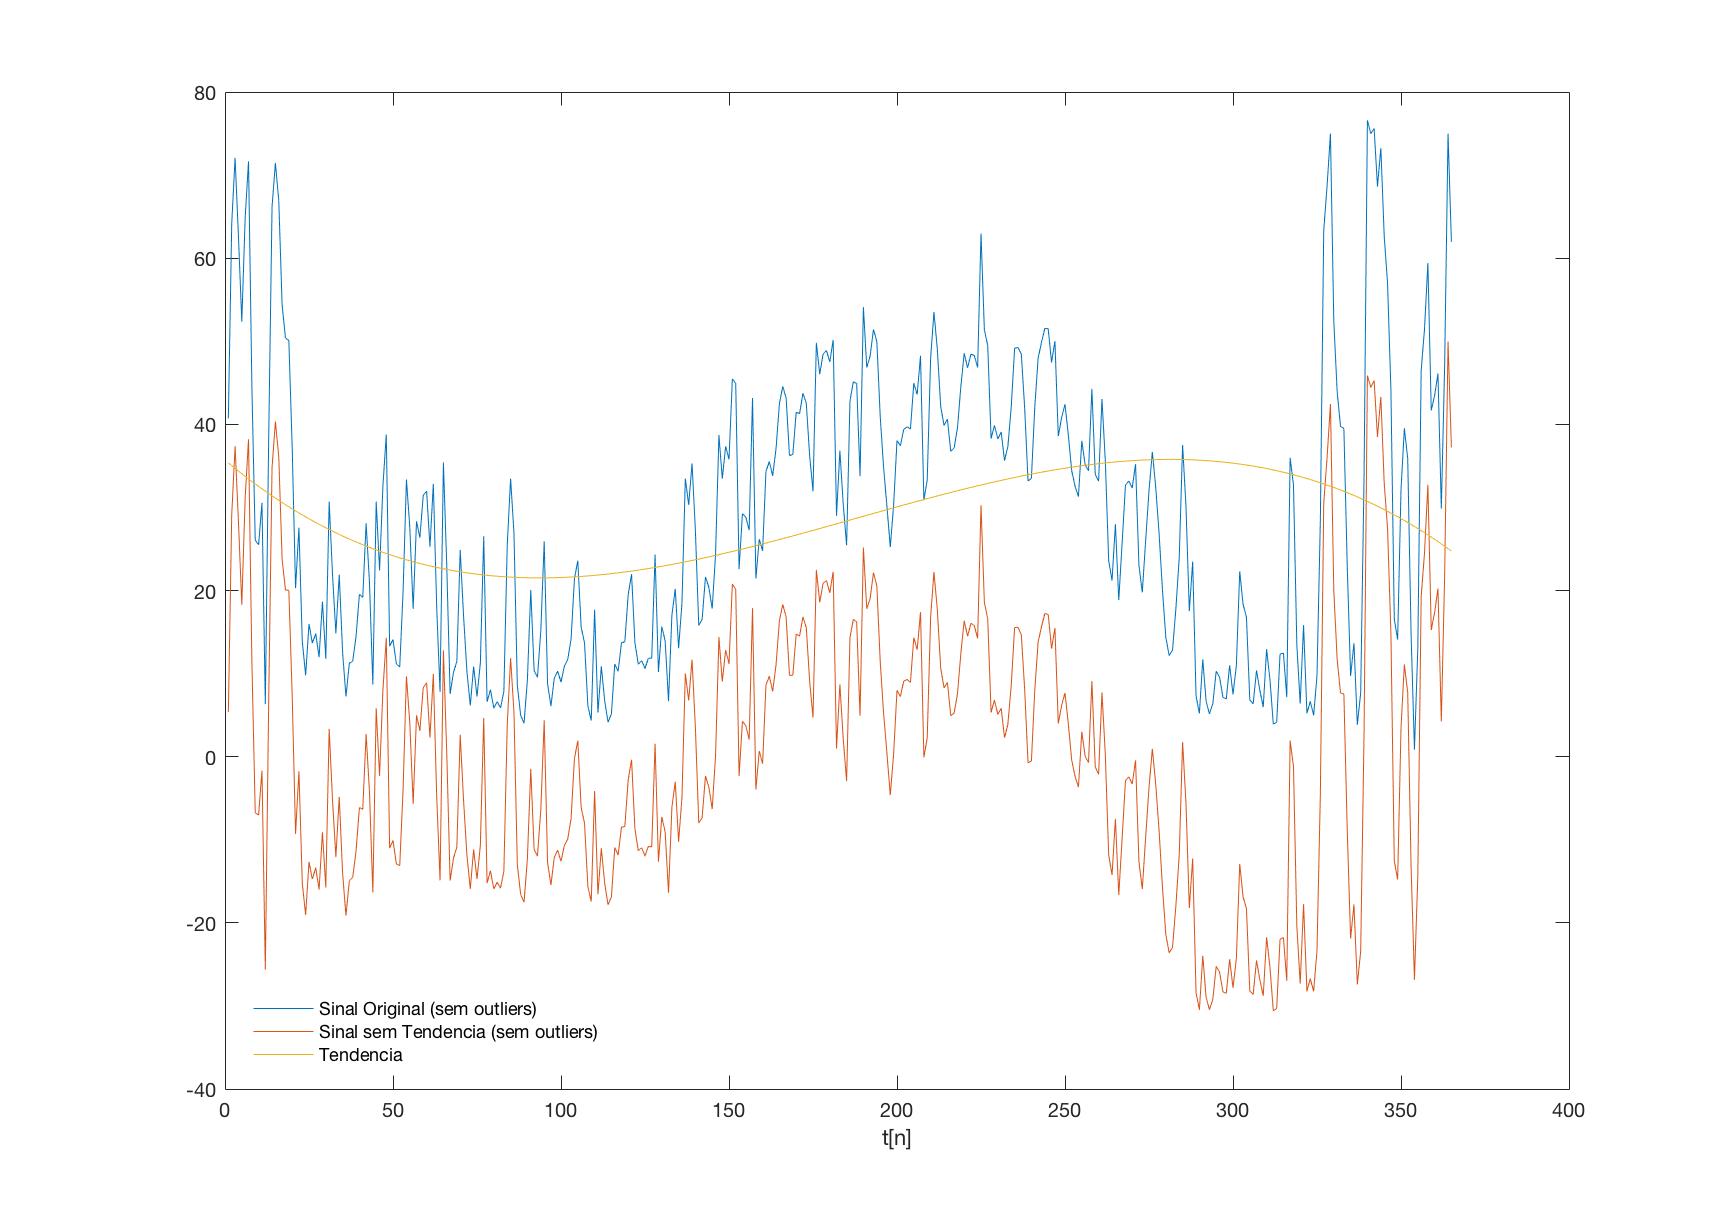 80
60
40
20
0
-20
-40
0 50 100 150 200 250 300 350 400
t[n]
Sinal Original (sem outliers)
Sinal sem Tendencia (sem outliers)
Tendencia